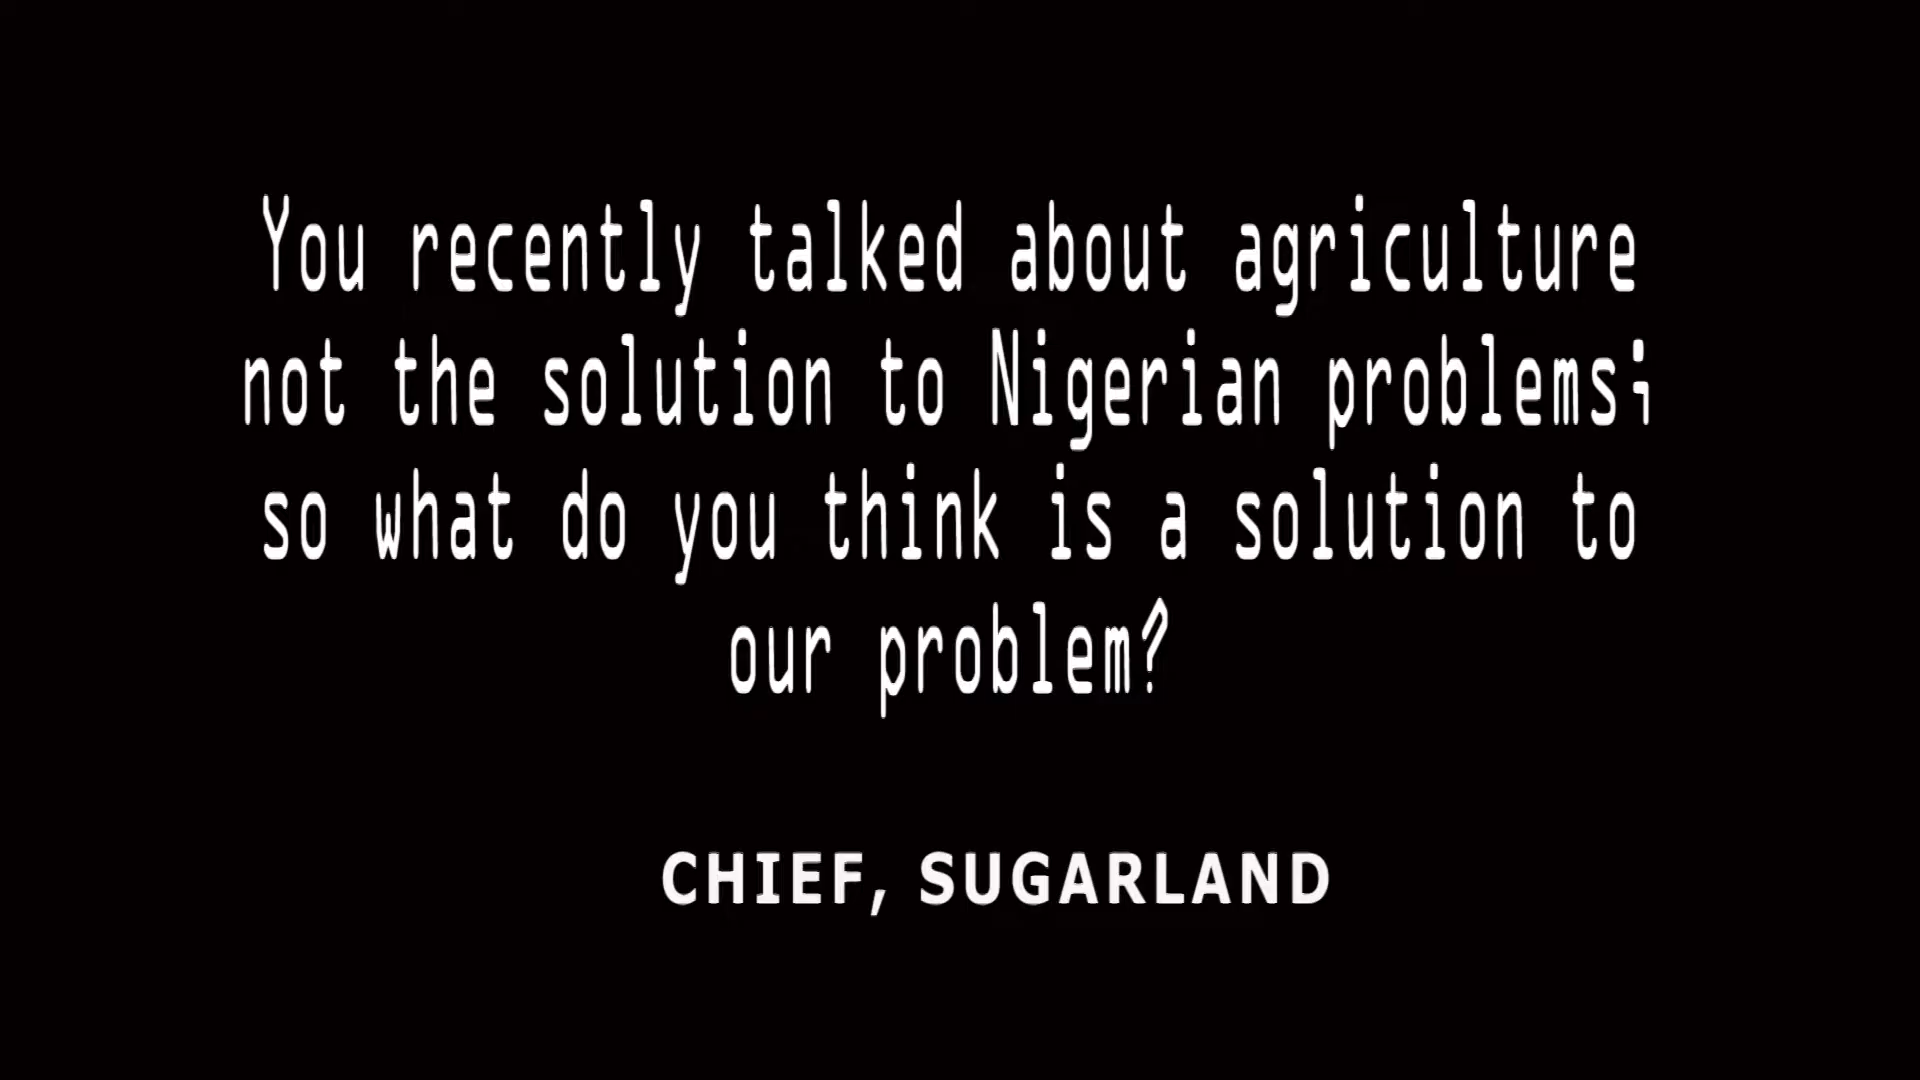 You recently talked about agriculture
not the solution to Nigerian problems;
so what do you think is a solution to
our problem?
CHIEF, SUGARLAND